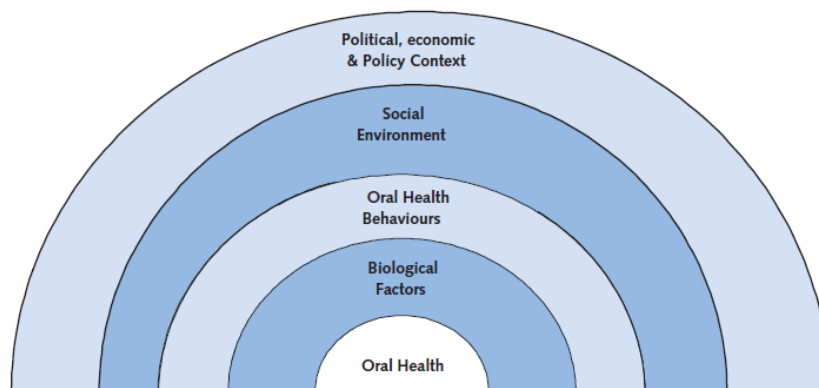 Political, economic
& Policy Context
Social
Environment
Oral Health
Behaviours
Biological
Factors
Oral Health